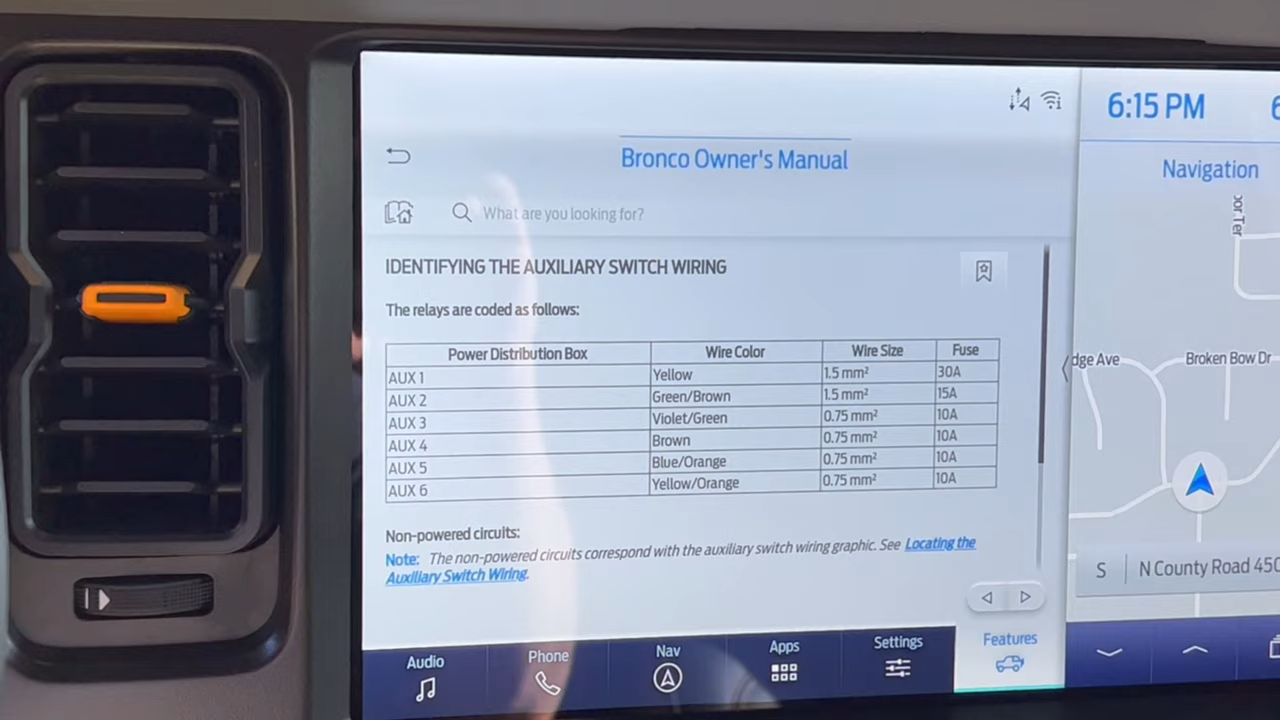 6:15 PM
Bronco Owner's Manual
Navigation
What are you looking for?
IDENTIFYING THE AUXILIARY SWITCH WIRING
The relays are coded as follows:
Power Distribution Box Wire Color Wire Size Fuse
AUX 1 Yellow 1.5 mm² 30A
AUX 2 Green/Brown 1.5 mm² 15A
AUX 3 Violet/Green 0.75 mm² 10A
AUX 4 Brown 0.75 mm² 10A
AUX 5 Blue/Orange 0.75 mm² 10A
AUX 6 Yellow/Orange 0.75 mm² 10A
Non-powered circuits:
Note: The non-powered circuits correspond with the auxiliary switch wiring graphic. See Locating the
Auxiliary Switch Wiring.
dge Ave
Broken Bow Dr
S N County Road 450
Audio Phone Nav Apps Settings Features